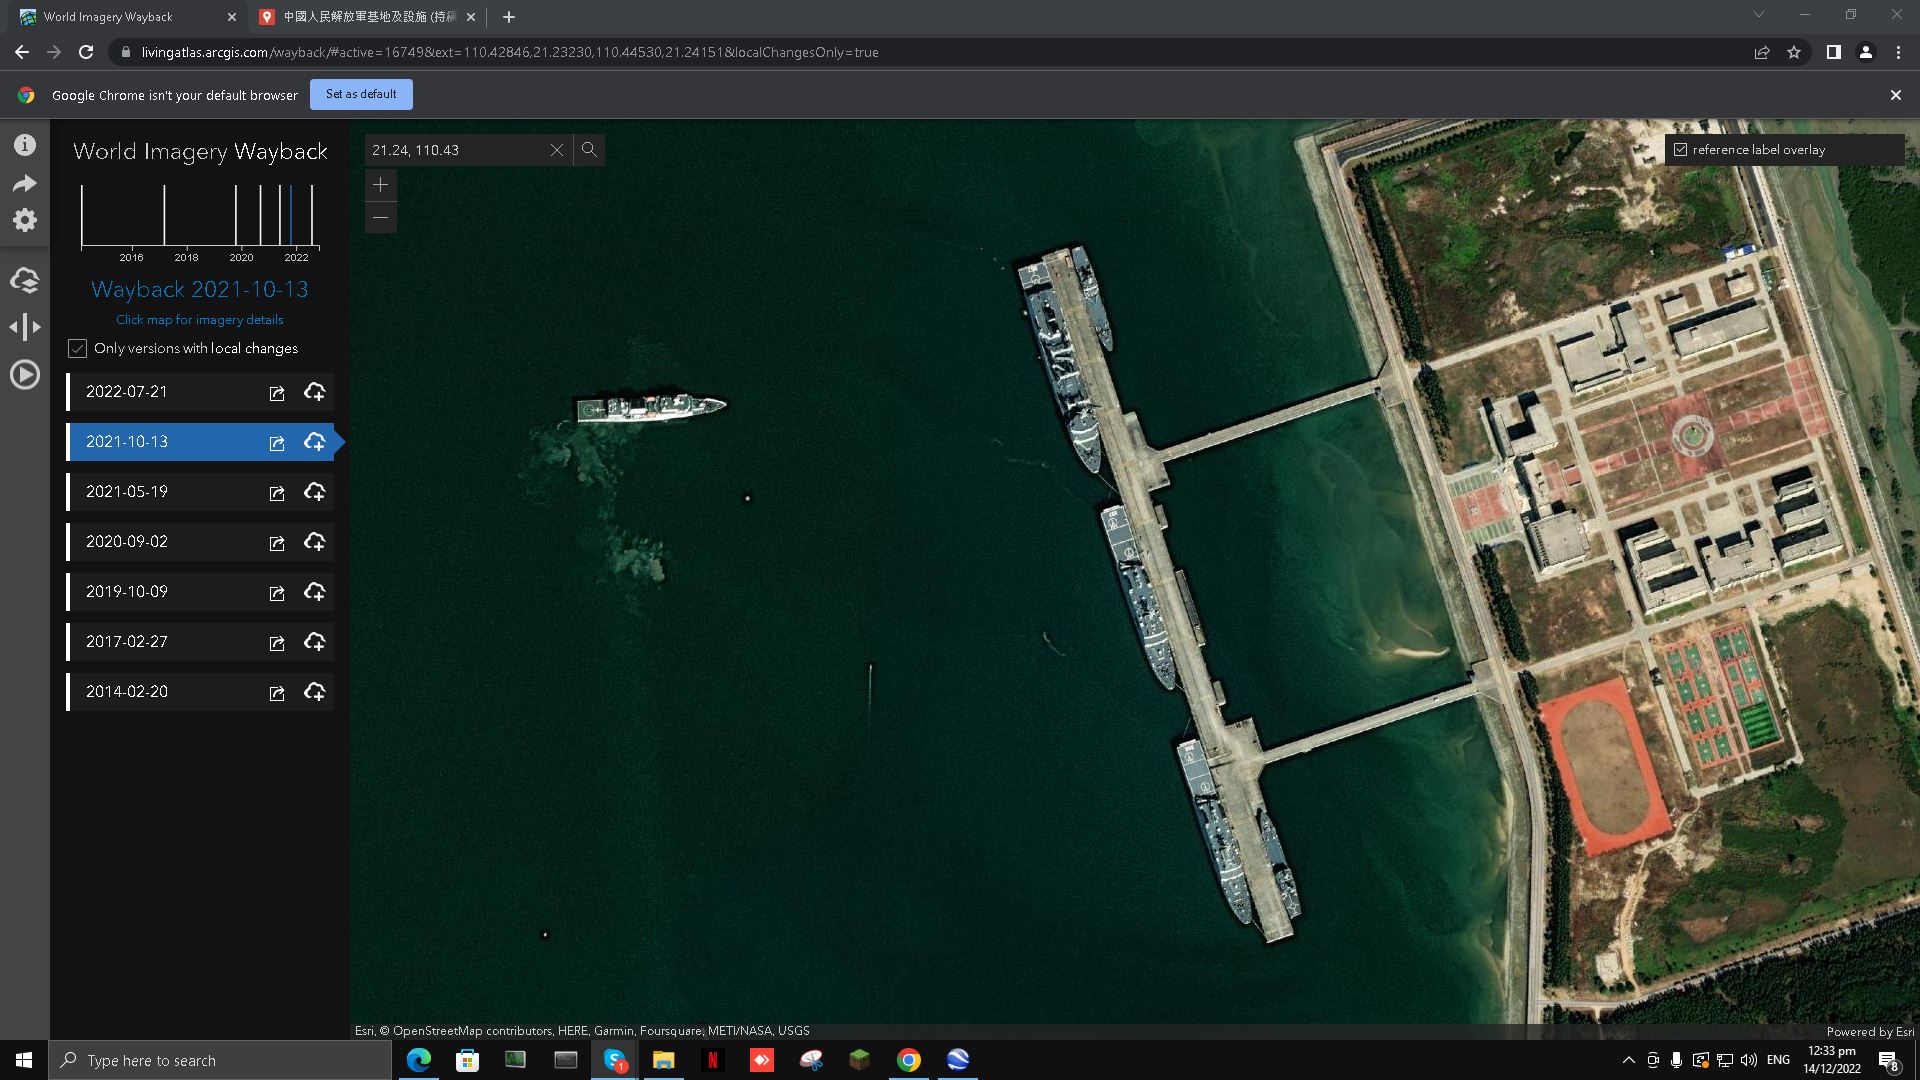 World Imagery Wayback
中國人民解放軍基地及設施 (持續
livingatlas.arcgis.com/wayback/#active=16749&ext=110.42846,21.23230,110.44530,21.24151&localChangesOnly=true
Google Chrome isn't your default browser
Set as default
World Imagery Wayback
2016 2018 2020 2022
Wayback 2021-10-13
Click map for imagery details
Only versions with local changes
2022-07-21
2021-10-13
2021-05-19
2020-09-02
2019-10-09
2017-02-27
2014-02-20
21.24, 110.43
reference label overlay
Esri, © OpenStreetMap contributors, HERE, Garmin, Foursquare, METI/NASA, USGS
Powered by Esri
Type here to search
1
ENG
12:33 pm
14/12/2022
8